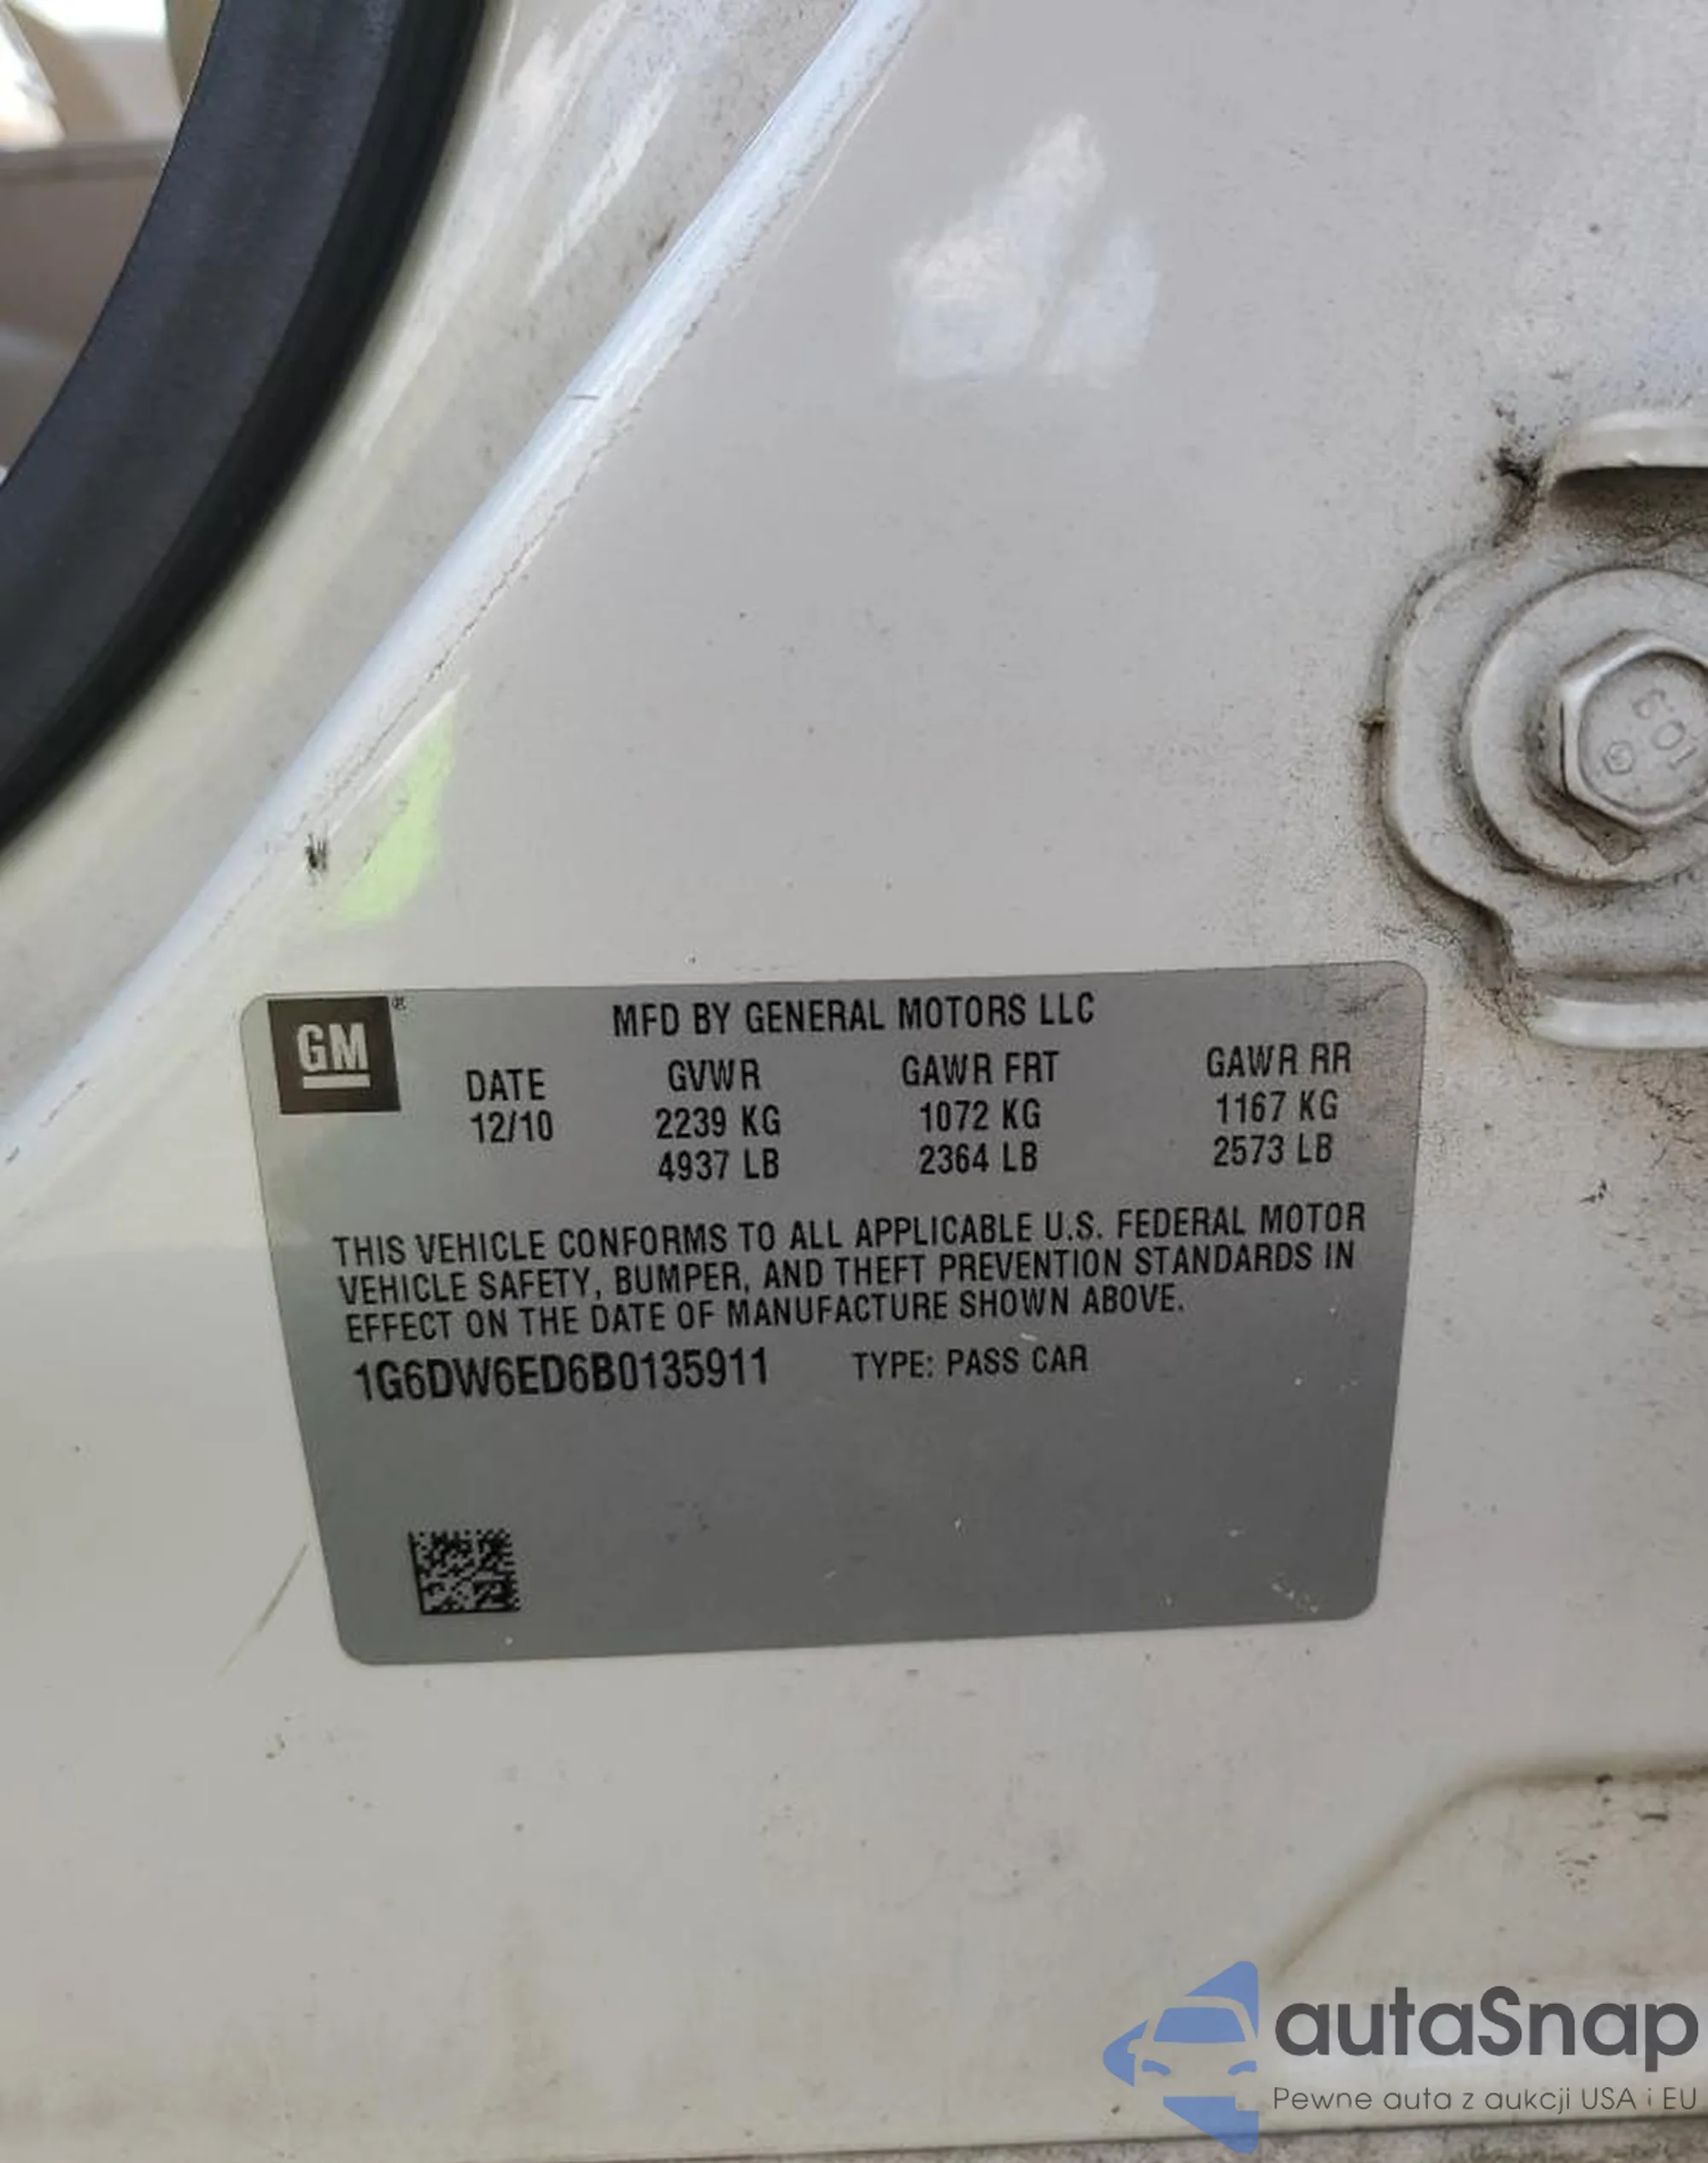 GM®
MFD BY GENERAL MOTORS LLC
DATE GVWR GAWR FRT GAWR RR
12/10 2239 KG 1072 KG 1167 KG
4937 LB 2364 LB 2573 LB
THIS VEHICLE CONFORMS TO ALL APPLICABLE U.S. FEDERAL MOTOR
VEHICLE SAFETY, BUMPER, AND THEFT PREVENTION STANDARDS IN
EFFECT ON THE DATE OF MANUFACTURE SHOWN ABOVE.
1G6DW6ED6B0135911 TYPE: PASS CAR
autaSnap
Pewne auta z aukcji USA i EU